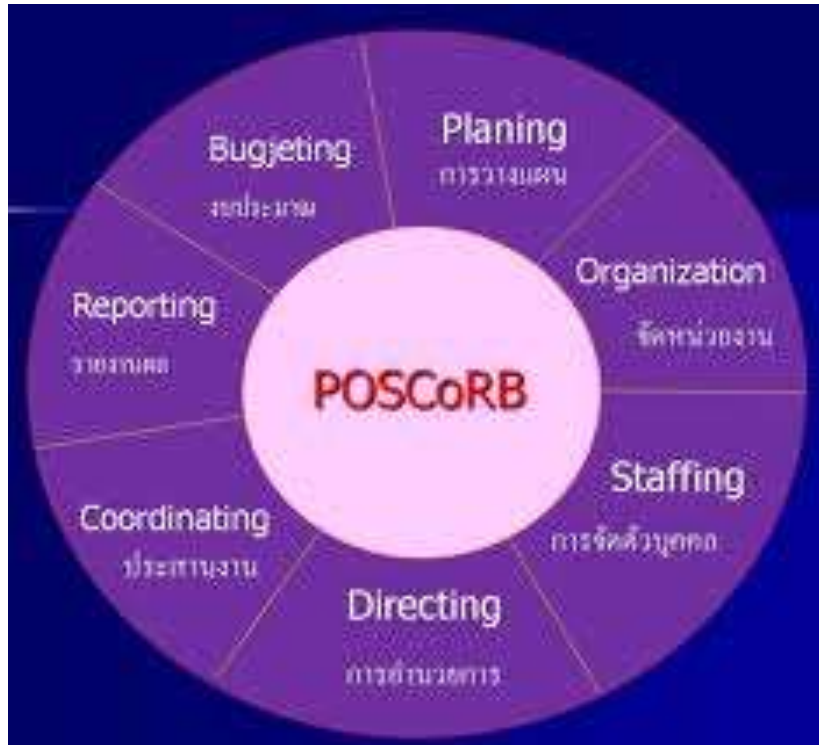 Planing
การวางแผน
Organization
จัดหน่วยงาน
Staffing
การจัดตัวบุคคล
Directing
การอำนวยการ
Coordinating
ประสานงาน
Reporting
รายงานผล
Bugjeting
งบประมาณ
POSCoRB